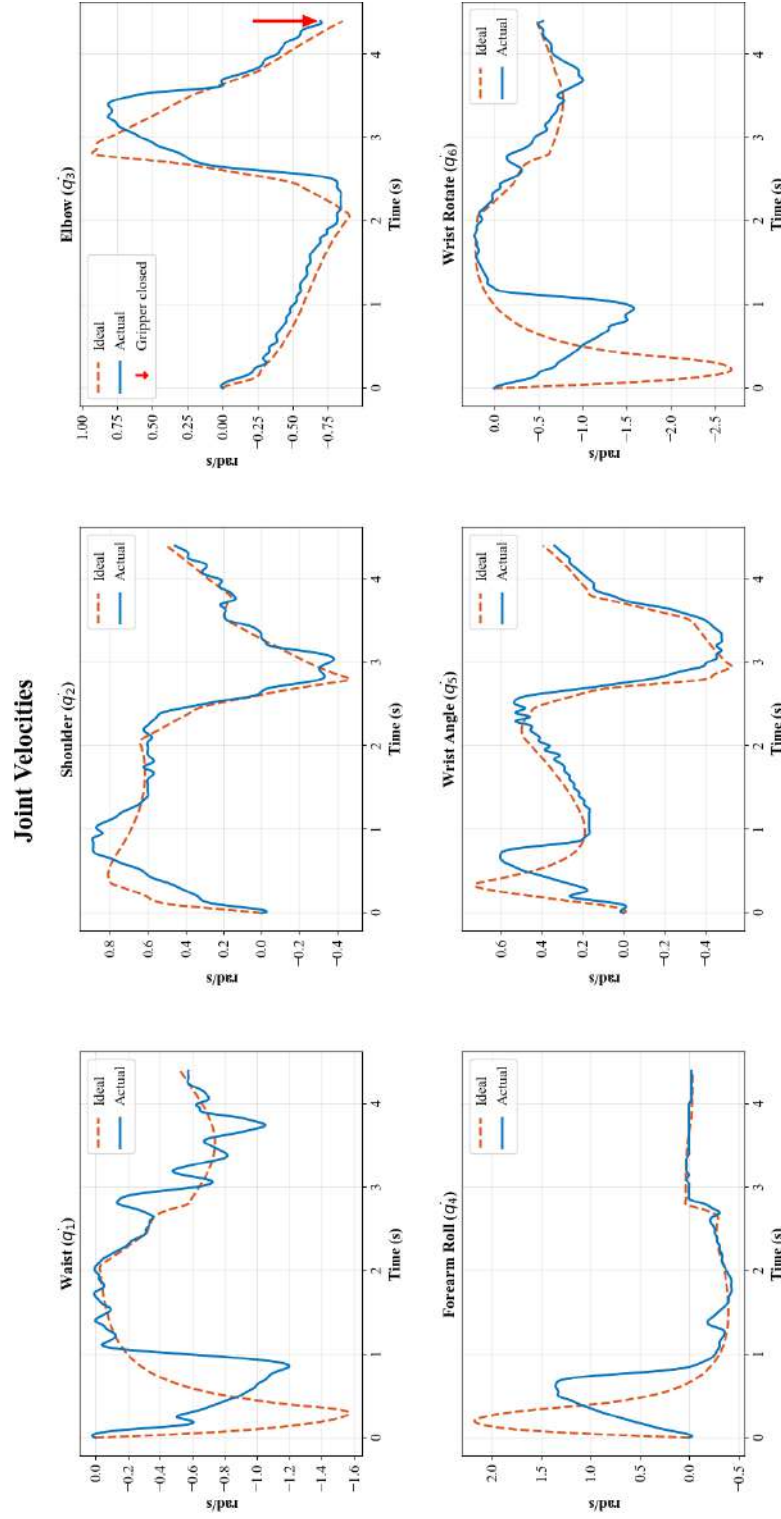 Joint Velocities
Waist (q̇1)
rad/s
0.0
−0.2
−0.4
−0.6
−0.8
−1.0
−1.2
−1.4
−1.6
0 1 2 3 4
Time (s)
Ideal
Actual
Shoulder (q̇2)
rad/s
0.8
0.6
0.4
0.2
0.0
−0.2
−0.4
0 1 2 3 4
Time (s)
Ideal
Actual
Elbow (q̇3)
rad/s
1.00
0.75
0.50
0.25
0.00
−0.25
−0.50
−0.75
0 1 2 3 4
Time (s)
Ideal
Actual
Gripper closed
Forearm Roll (q̇4)
rad/s
2.0
1.5
1.0
0.5
0.0
−0.5
0 1 2 3 4
Time (s)
Ideal
Actual
Wrist Angle (q̇5)
rad/s
0.6
0.4
0.2
0.0
−0.2
−0.4
0 1 2 3 4
Time (s)
Ideal
Actual
Wrist Rotate (q̇6)
rad/s
0.0
−0.5
−1.0
−1.5
−2.0
−2.5
0 1 2 3 4
Time (s)
Ideal
Actual